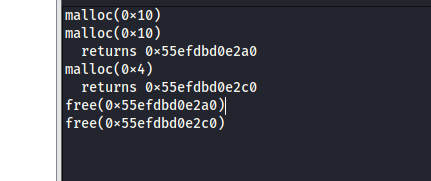 malloc(0×10)
malloc(0×10)
returns 0×55efdbd0e2a0
malloc(0×4)
returns 0×55efdbd0e2c0
free(0×55efdbd0e2a0)
free(0×55efdbd0e2c0)